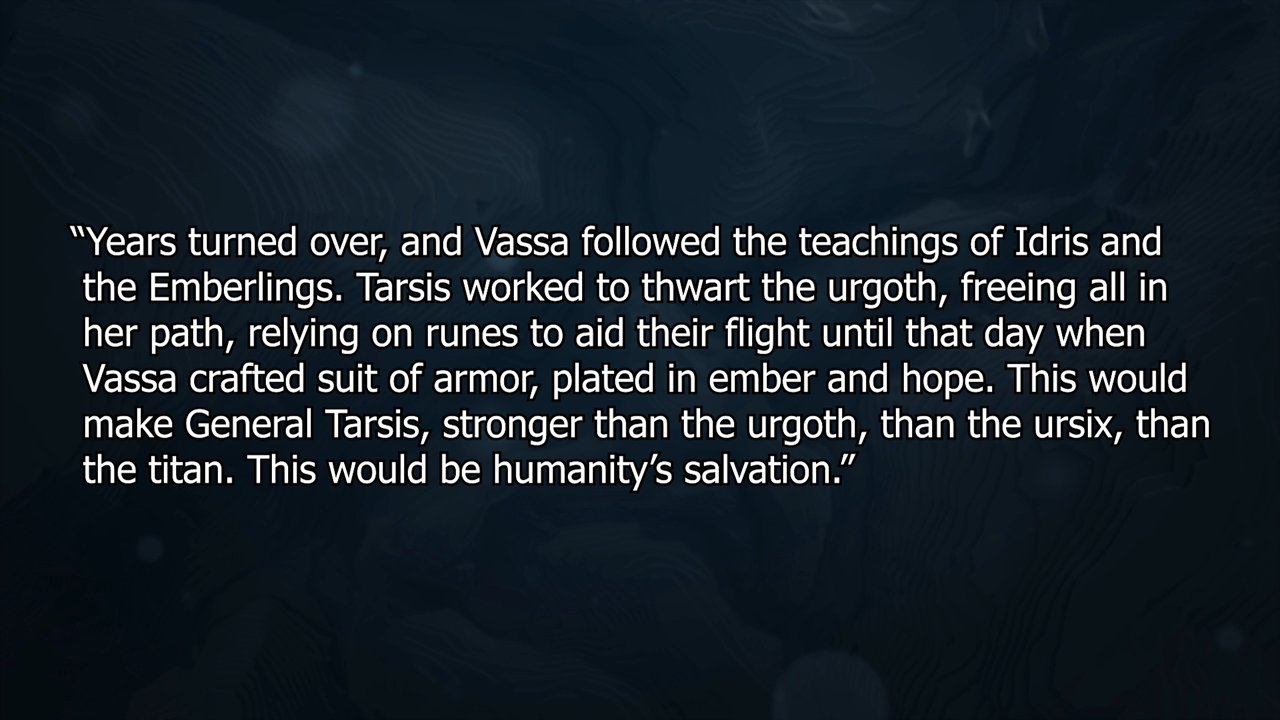 “Years turned over, and Vassa followed the teachings of Idris and
the Emberlings. Tarsis worked to thwart the urgoth, freeing all in
her path, relying on runes to aid their flight until that day when
Vassa crafted suit of armor, plated in ember and hope. This would
make General Tarsis, stronger than the urgoth, than the ursix, than
the titan. This would be humanity’s salvation.”